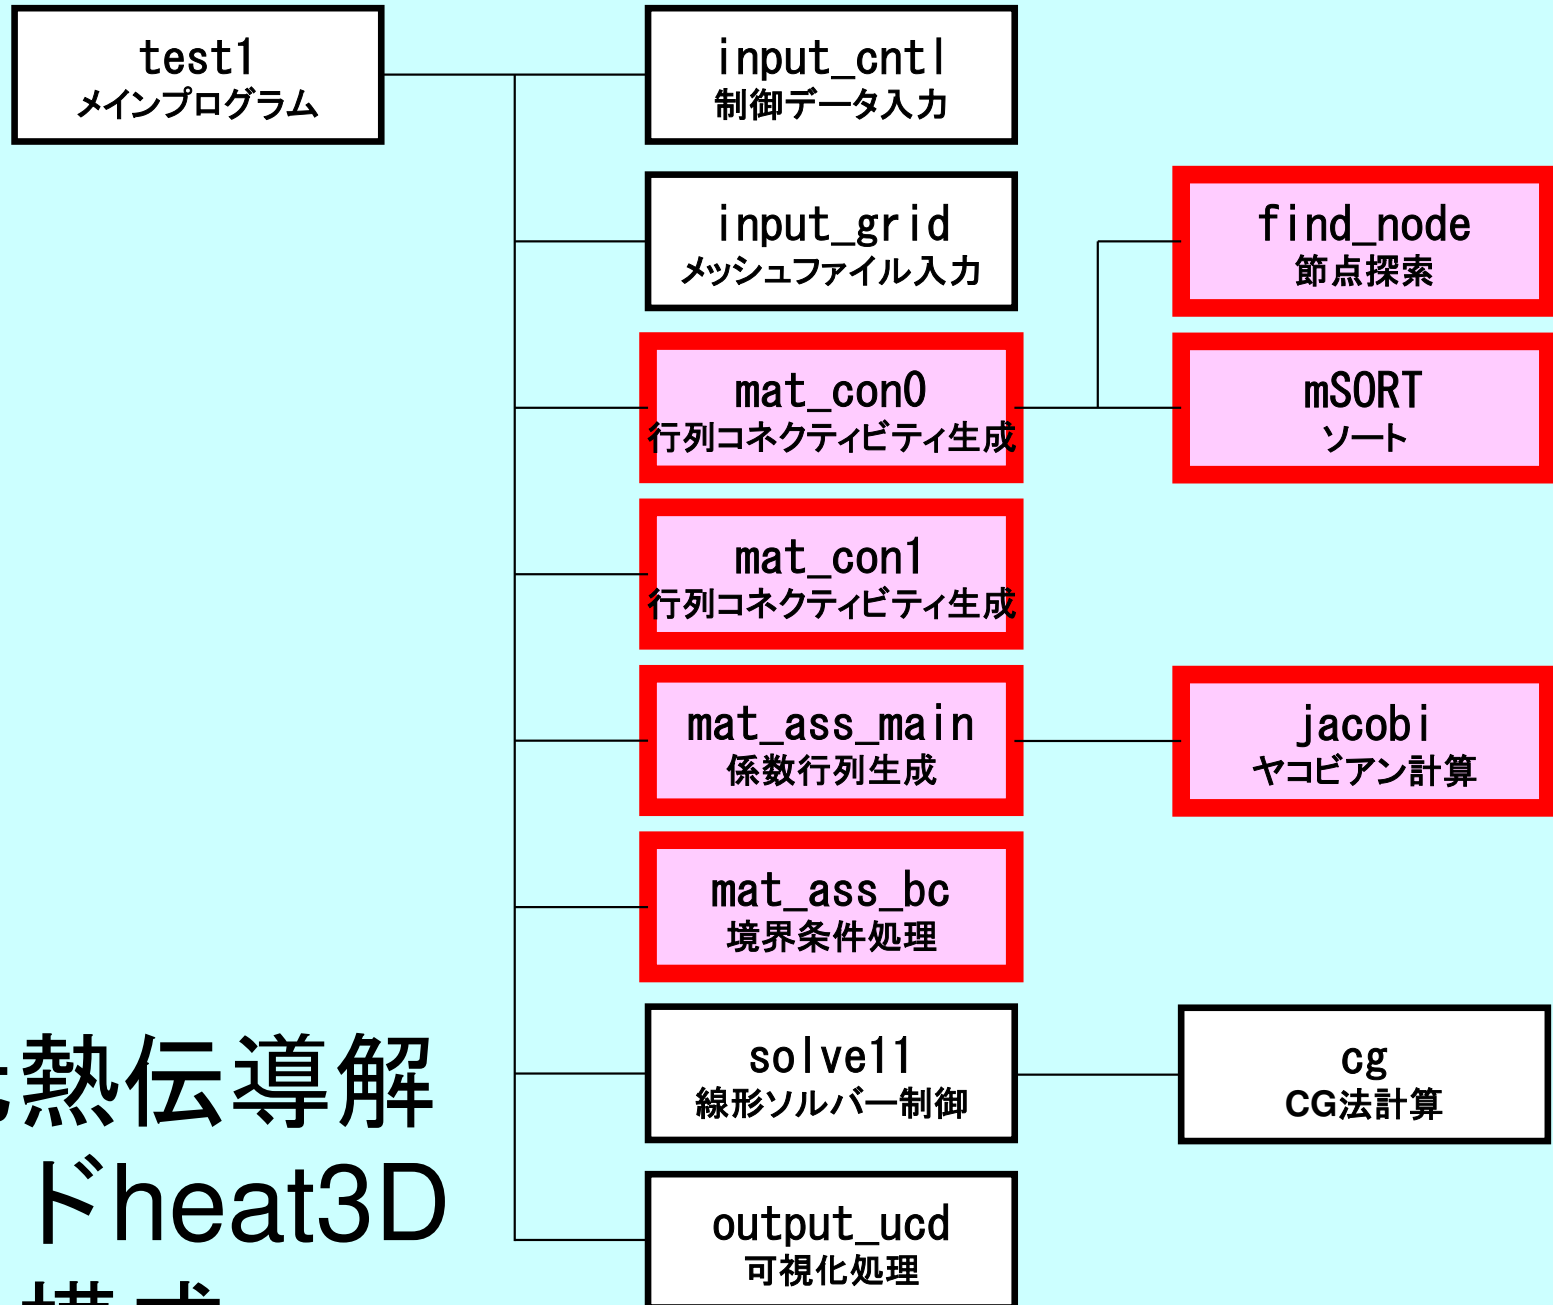 test1
メインプログラム
input_cntl
制御データ入力
input_grid
メッシュファイル入力
find_node
節点探索
mat_con0
行列コネクティビティ生成
mSORT
ソート
mat_con1
行列コネクティビティ生成
mat_ass_main
係数行列生成
jacobi
ヤコビアン計算
mat_ass_bc
境界条件処理
solve11
線形ソルバー制御
cg
CG法計算
output_ucd
可視化処理
熱伝導解
ドheat3D